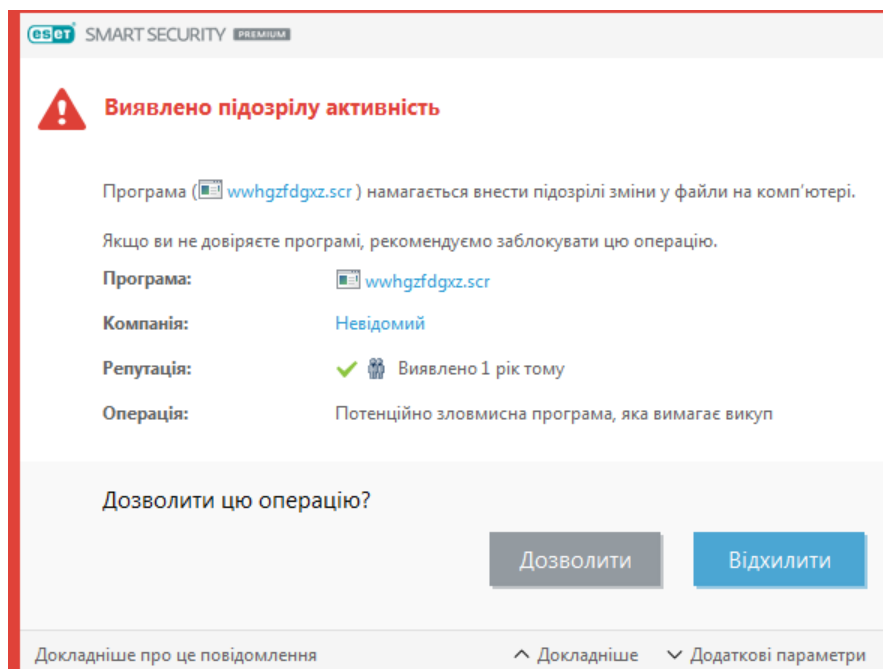 eset SMART SECURITY PREMIUM
Виявлено підозрілу активність
Програма ( wwhgzfdgxz.scr ) намагається внести підозрілі зміни у файли на комп'ютері.
Якщо ви не довіряєте програмі, рекомендуємо заблокувати цю операцію.
Програма: wwhgzfdgxz.scr
Компанія: Невідомий
Репутація: Виявлено 1 рік тому
Операція: Потенційно зловмисна програма, яка вимагає викуп
Дозволити цю операцію?
Дозволити Відхилити
Докладніше про це повідомлення Докладніше Додаткові параметри